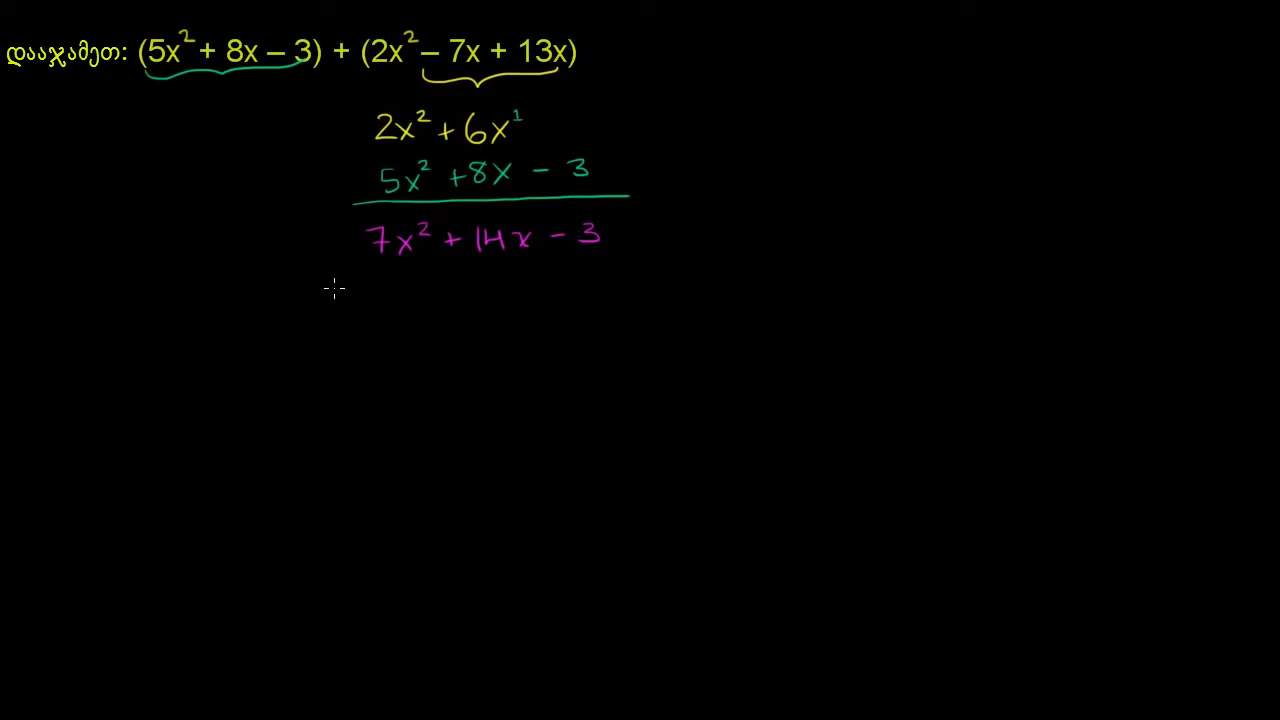 დააჯამეთ: (5x² + 8x – 3) + (2x² – 7x + 13x)
2x² + 6x¹
5x² + 8x - 3
7x² + 14x - 3